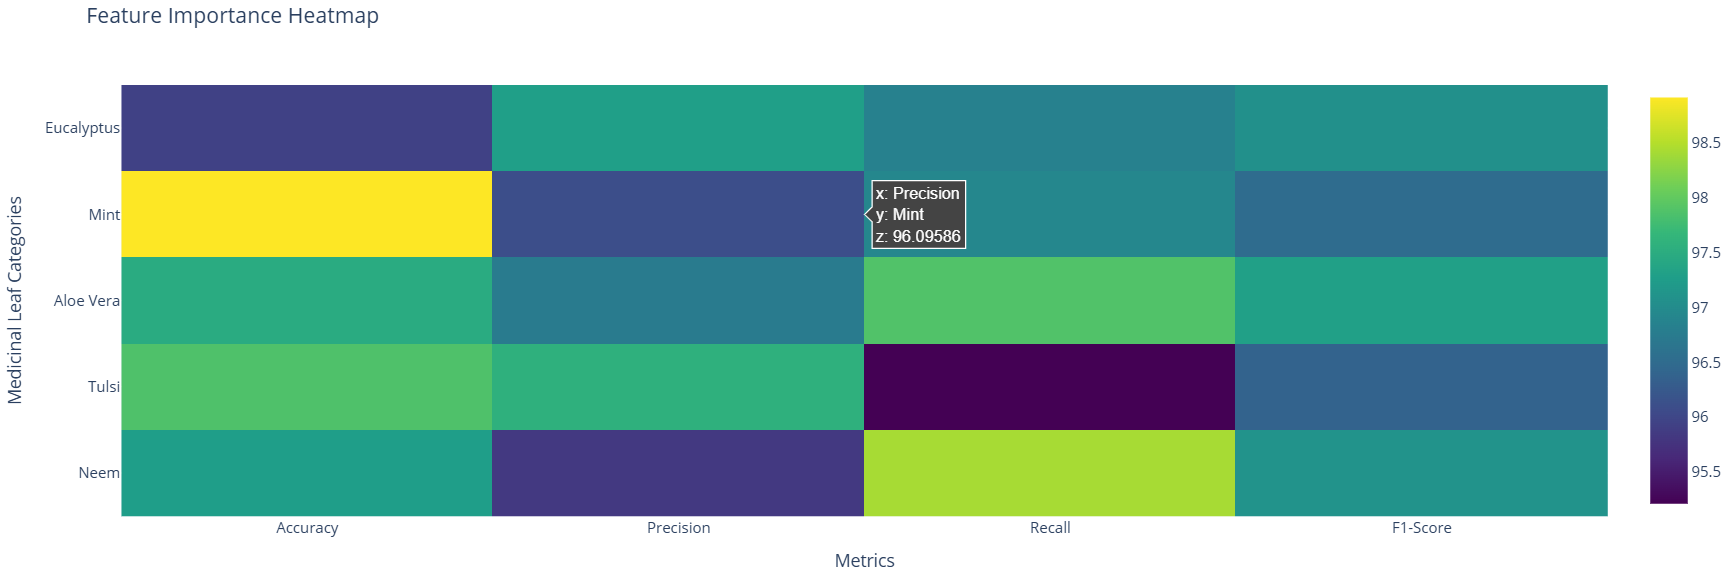 Feature Importance Heatmap
Medicinal Leaf Categories
Eucalyptus
Mint
Aloe Vera
Tulsi
Neem
x: Precision
y: Mint
z: 96.09586
Accuracy
Precision
Recall
F1-Score
Metrics
98.5
98
97.5
97
96.5
96
95.5